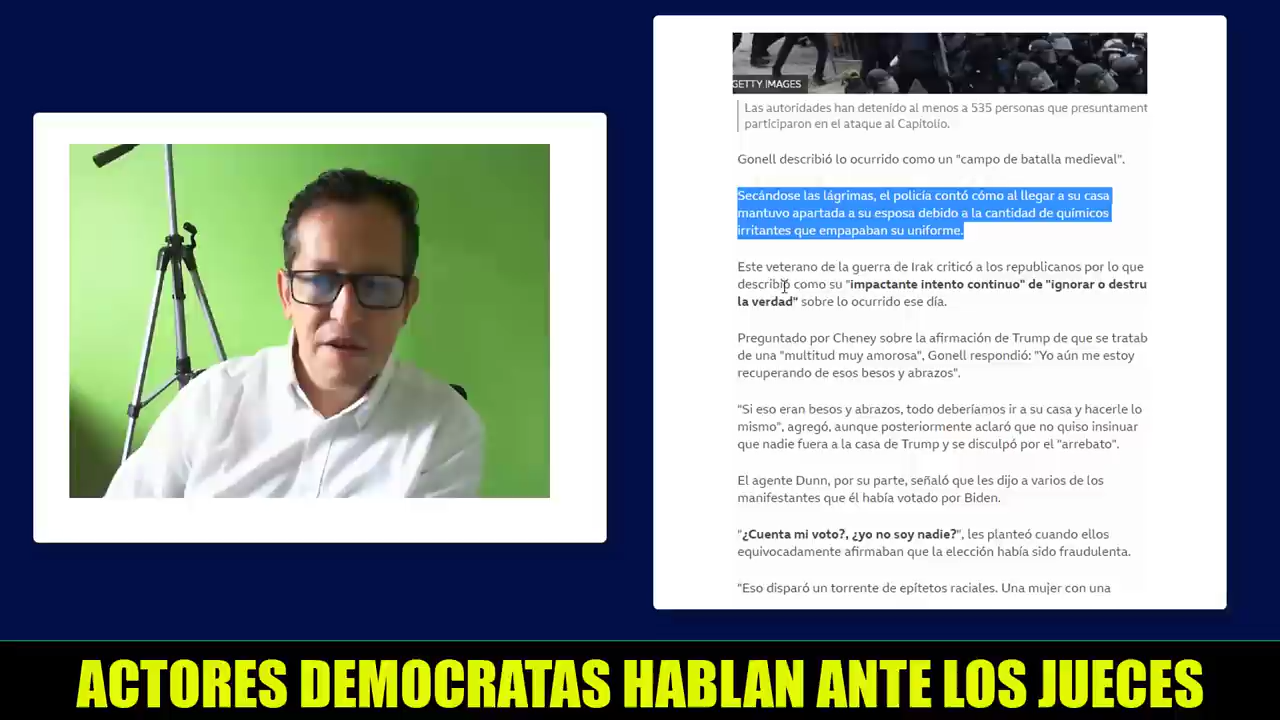 GETTY IMAGES
Las autoridades han detenido al menos a 535 personas que presuntament
participaron en el ataque al Capitolio.
Gonell describió lo ocurrido como un "campo de batalla medieval".
Secándose las lágrimas, el policía contó cómo al llegar a su casa
mantuvo apartada a su esposa debido a la cantidad de químicos
irritantes que empapaban su uniforme.
Este veterano de la guerra de Irak criticó a los republicanos por lo que
describió como su "impactante intento continuo" de "ignorar o destru
la verdad" sobre lo ocurrido ese día.
Preguntado por Cheney sobre la afirmación de Trump de que se tratab
de una "multitud muy amorosa", Gonell respondió: "Yo aún me estoy
recuperando de esos besos y abrazos".
"Si eso eran besos y abrazos, todo deberíamos ir a su casa y hacerle lo
mismo", agregó, aunque posteriormente aclaró que no quiso insinuar
que nadie fuera a la casa de Trump y se disculpó por el "arrebato".
El agente Dunn, por su parte, señaló que les dijo a varios de los
manifestantes que él había votado por Biden.
"¿Cuenta mi voto?, ¿yo no soy nadie?", les planteó cuando ellos
equivocadamente afirmaban que la elección había sido fraudulenta.
"Eso disparó un torrente de epítetos raciales. Una mujer con una
ACTORES DEMOCRATAS HABLAN ANTE LOS JUECES